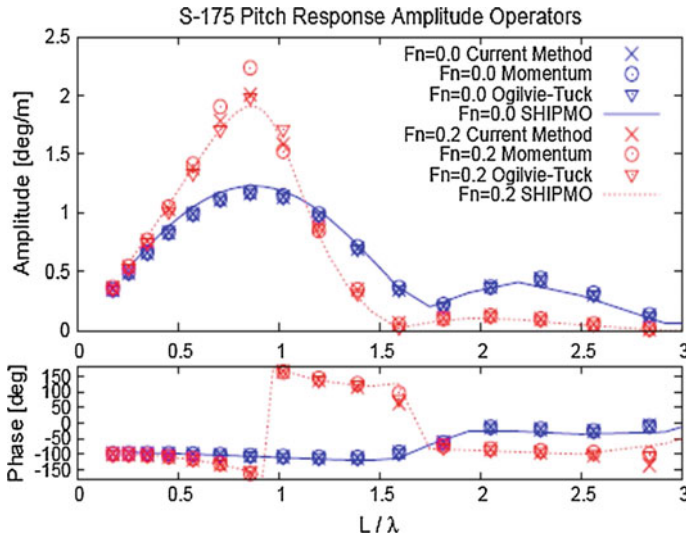 S-175 Pitch Response Amplitude Operators
Amplitude [deg/m]
2.5
2
1.5
1
0.5
0
Fn=0.0 Current Method
Fn=0.0 Momentum
Fn=0.0 Ogilvie-Tuck
Fn=0.0 SHIPMO
Fn=0.2 Current Method
Fn=0.2 Momentum
Fn=0.2 Ogilvie-Tuck
Fn=0.2 SHIPMO
0 0.5 1 1.5 2 2.5 3
Phase [deg]
150
100
50
0
-50
-100
-150
0 0.5 1 1.5 2 2.5 3
L / λ